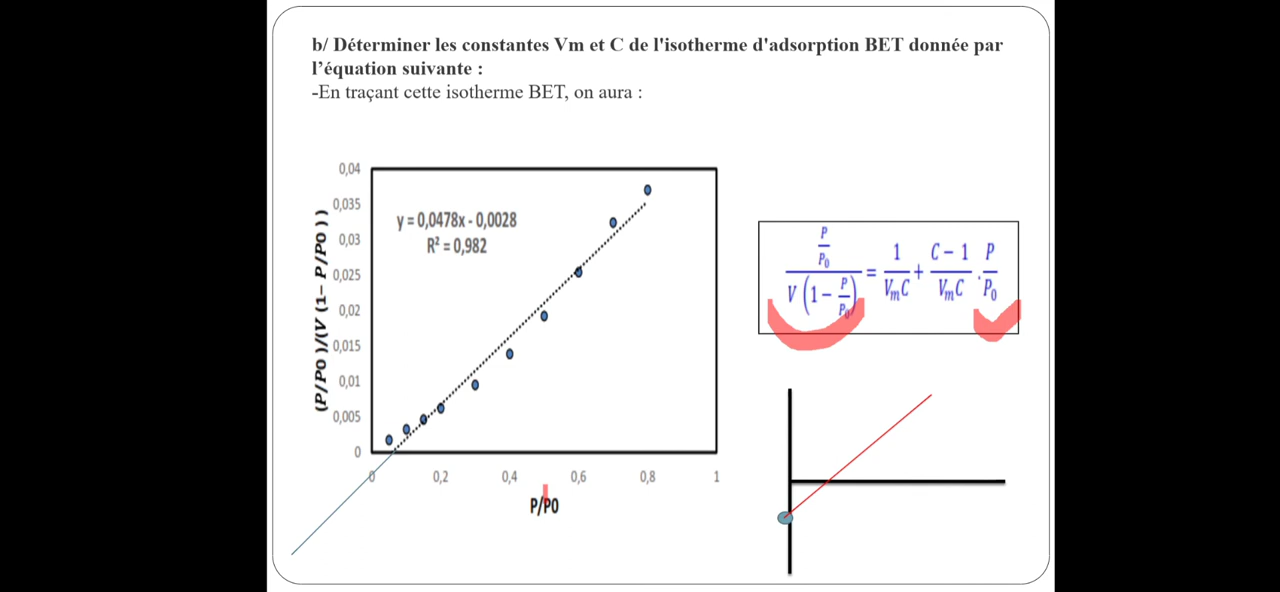 b/ Déterminer les constantes Vm et C de l'isotherme d'adsorption BET donnée par
l’équation suivante :
-En traçant cette isotherme BET, on aura :
(P/P0 )/(V (1− P/P0 ))
0,04
0,035
0,03
0,025
0,02
0,015
0,01
0,005
0
y = 0,0478x - 0,0028
R² = 0,982
0 0,2 0,4 0,6 0,8 1
P/P0
P/P₀ / V (1 − P/P₀) = 1/VₘC + C − 1/VₘC . P/P₀